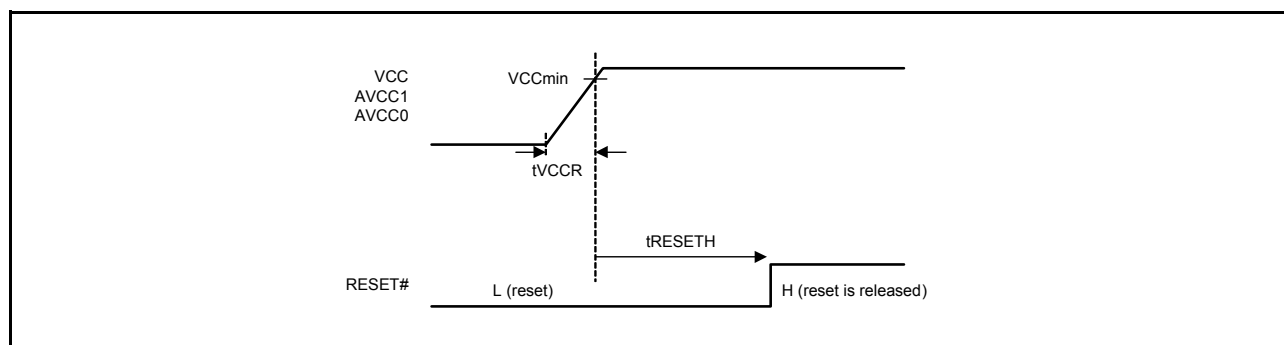 VCC
AVCC1
AVCC0
VCCmin
tVCCR
tRESETH
RESET#
L (reset)
H (reset is released)